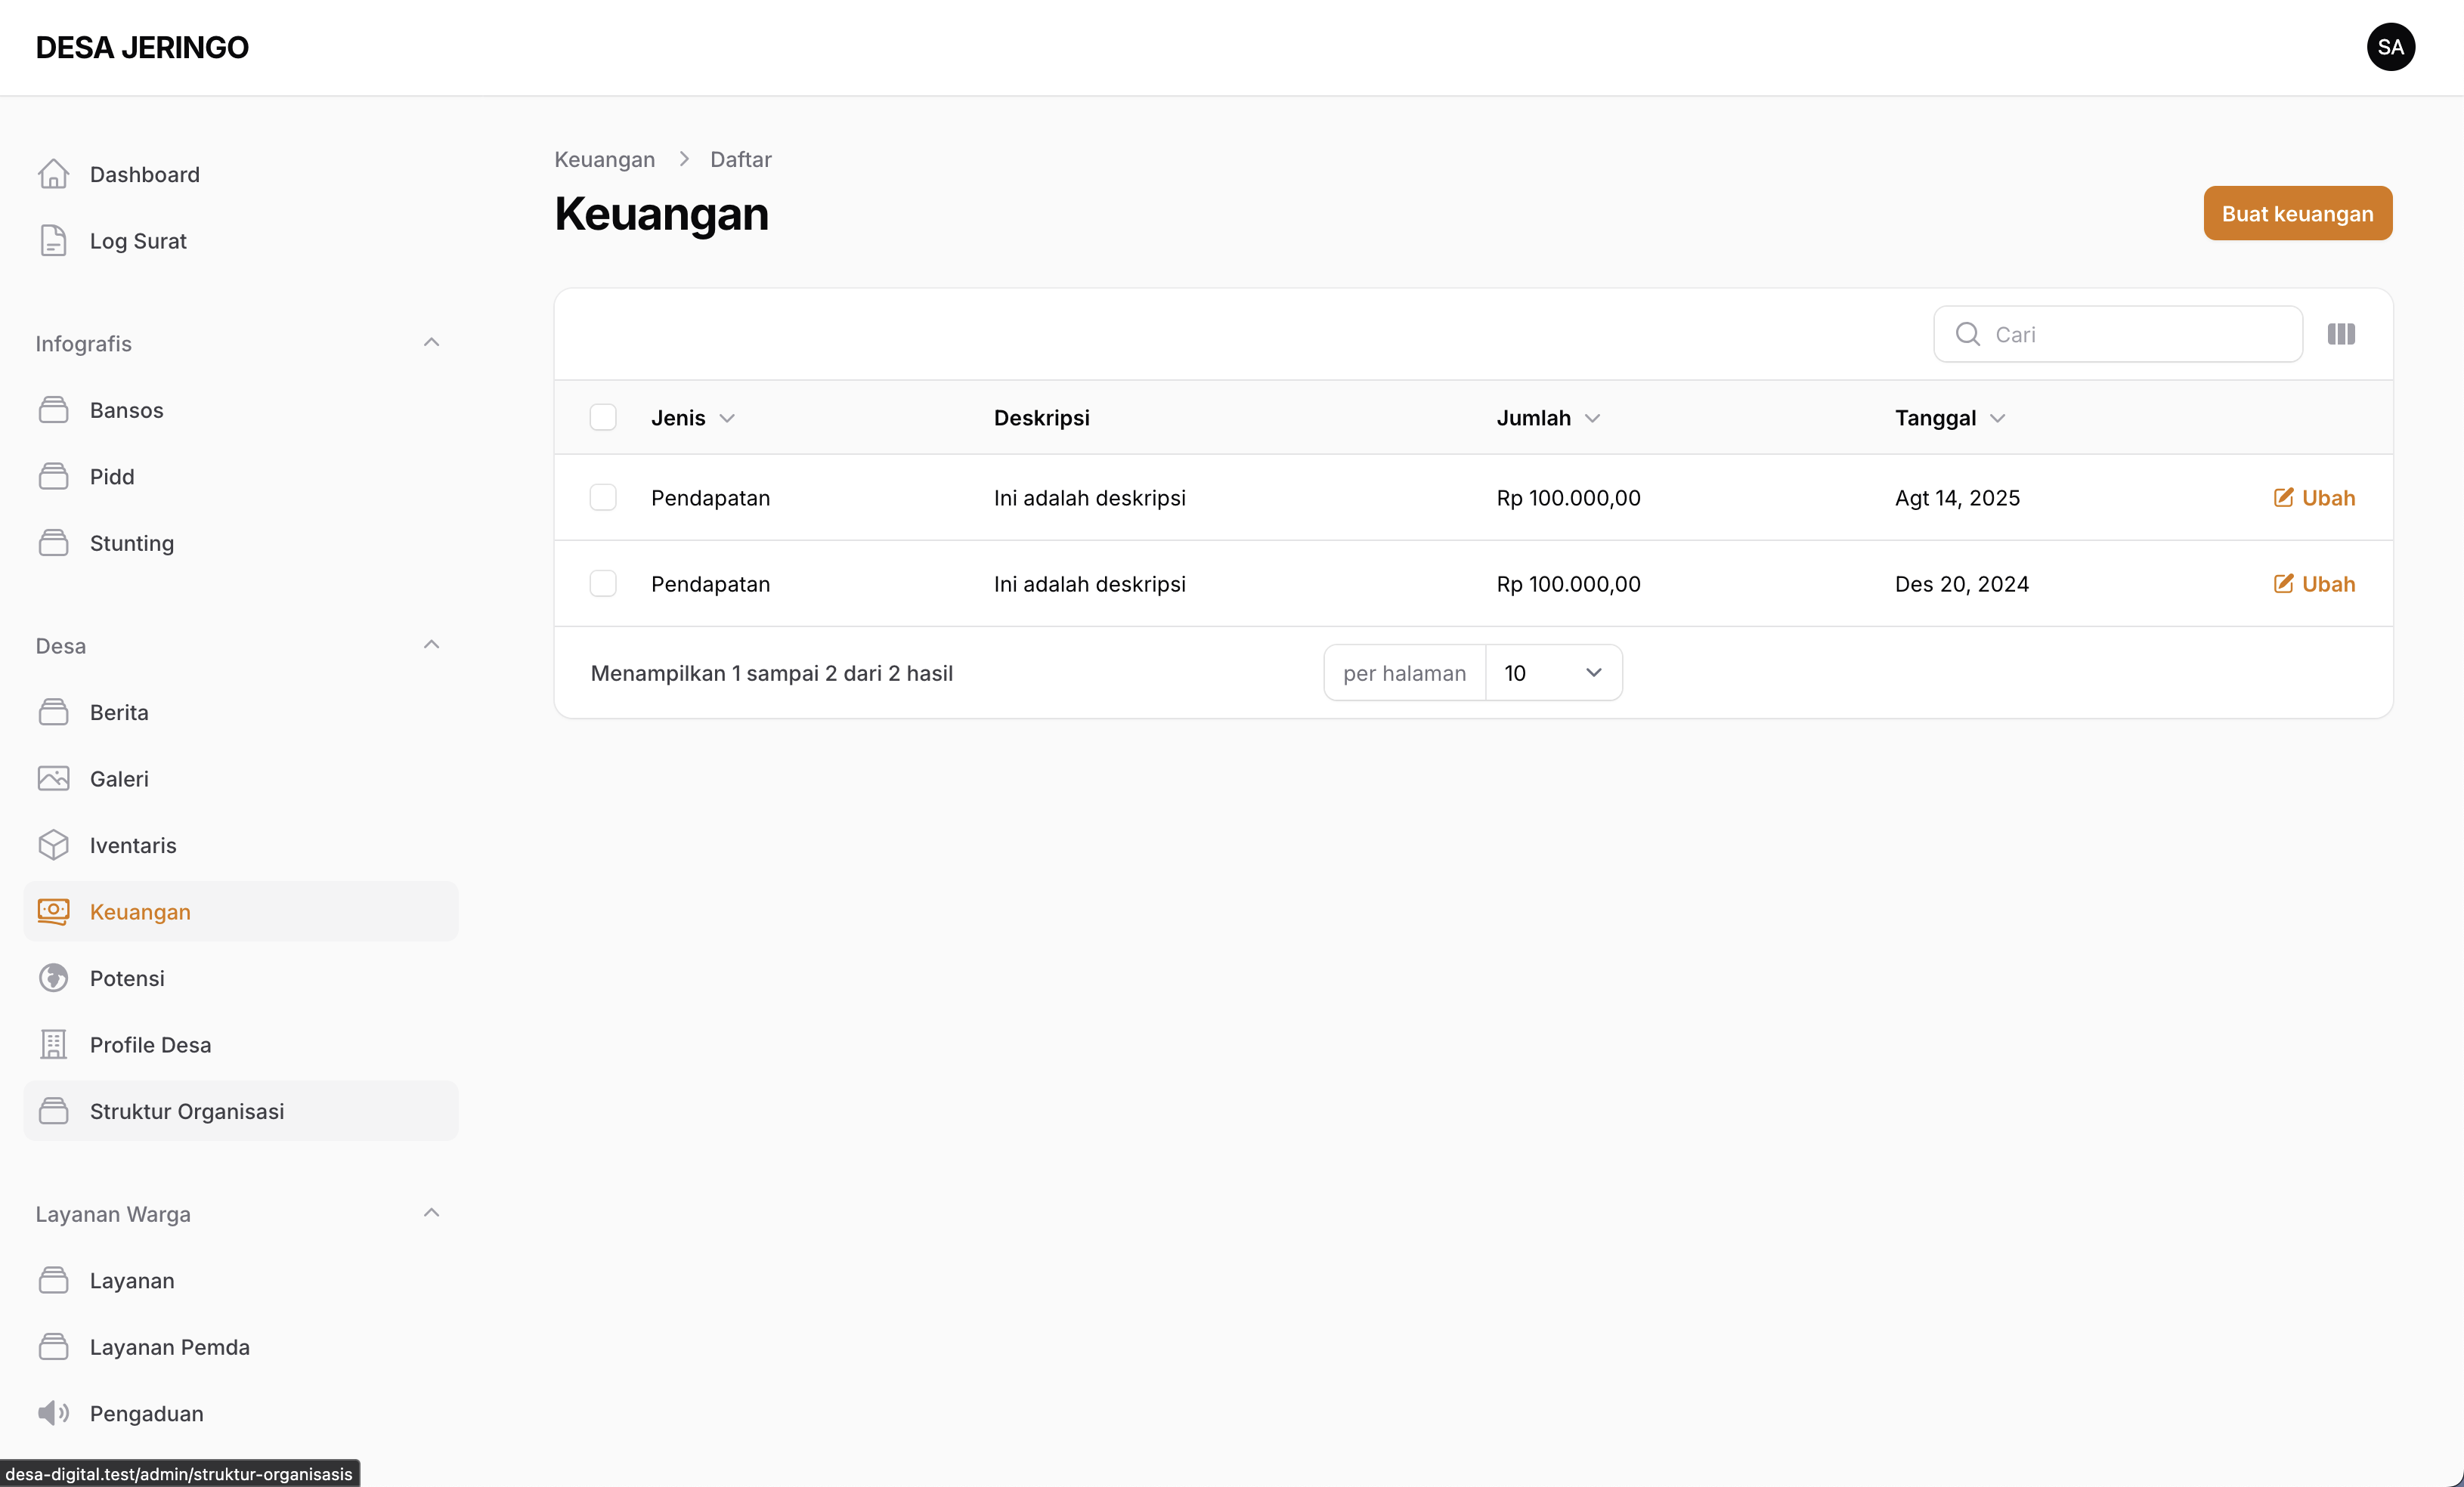 DESA JERINGO
SA
Dashboard
Log Surat
Infografis
Bansos
Pidd
Stunting
Desa
Berita
Galeri
Iventaris
Keuangan
Potensi
Profile Desa
Struktur Organisasi
Layanan Warga
Layanan
Layanan Pemda
Pengaduan
desa-digital.test/admin/struktur-organisasis
Keuangan > Daftar
Keuangan
Buat keuangan
Cari
Jenis Deskripsi Jumlah Tanggal
Pendapatan Ini adalah deskripsi Rp 100.000,00 Agt 14, 2025 Ubah
Pendapatan Ini adalah deskripsi Rp 100.000,00 Des 20, 2024 Ubah
Menampilkan 1 sampai 2 dari 2 hasil per halaman 10